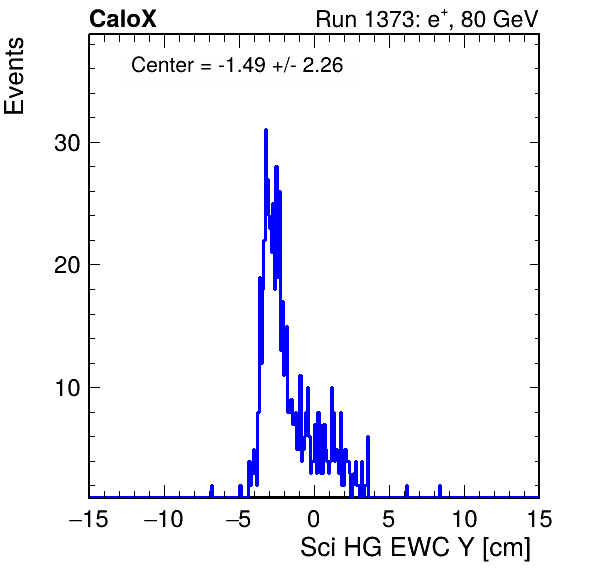 CaloX Run 1373: e⁺, 80 GeV
Center = -1.49 +/- 2.26
Events
30
20
10
−15 −10 −5 0 5 10 15
Sci HG EWC Y [cm]